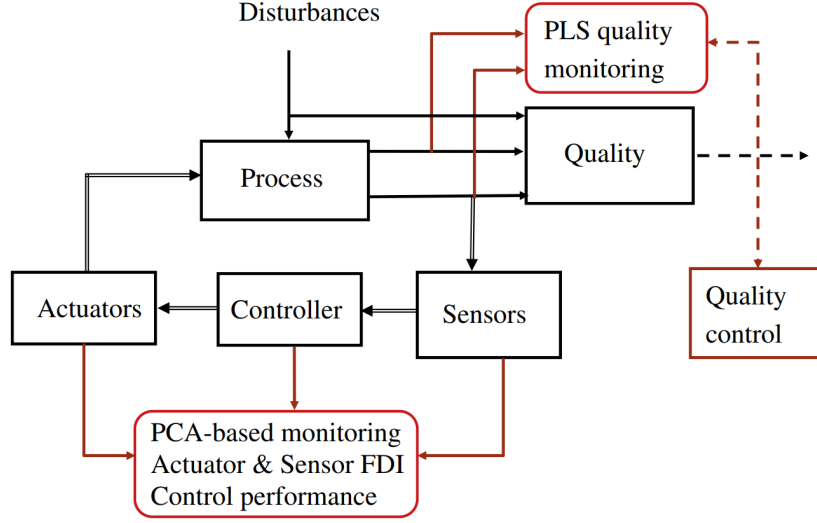 Disturbances
PLS quality
monitoring
Process
Quality
Actuators
Controller
Sensors
Quality
control
PCA-based monitoring
Actuator & Sensor FDI
Control performance